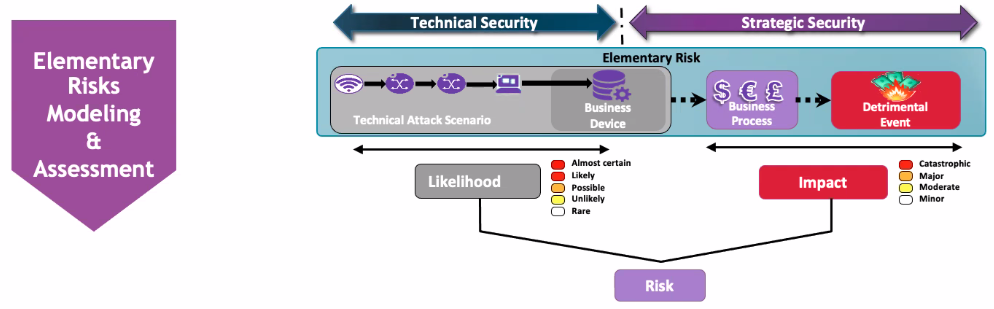 Elementary
Risks
Modeling
&
Assessment
Technical Security
Strategic Security
Elementary Risk
Technical Attack Scenario
Business
Device
$ € £
Business
Process
Detrimental
Event
Likelihood
Almost certain
Likely
Possible
Unlikely
Rare
Impact
Catastrophic
Major
Moderate
Minor
Risk